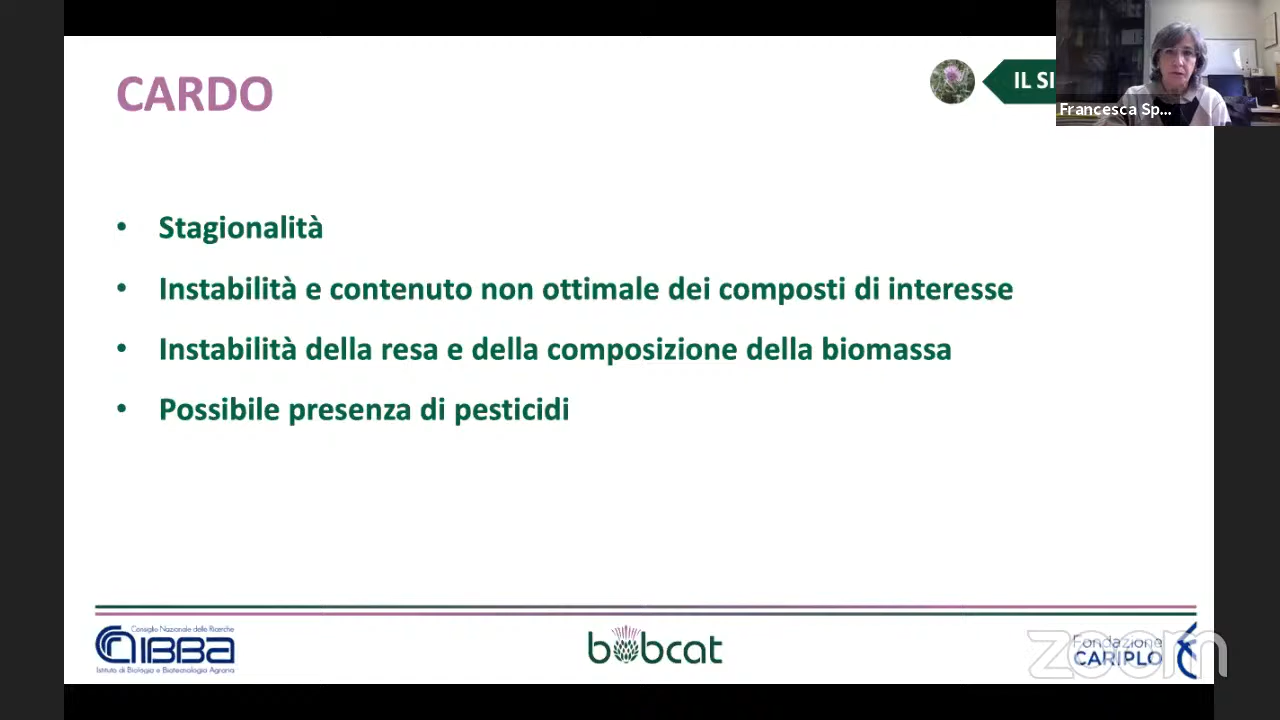 CARDO
IL SI
Francesca Sp...
• Stagionalità
• Instabilità e contenuto non ottimale dei composti di interesse
• Instabilità della resa e della composizione della biomassa
• Possibile presenza di pesticidi
Consiglio Nazionale delle Ricerche
IBBA
Istituto di Biologia e Biotecnologia Agraria
bobcat
Fondazione
CARIPLO
zoom